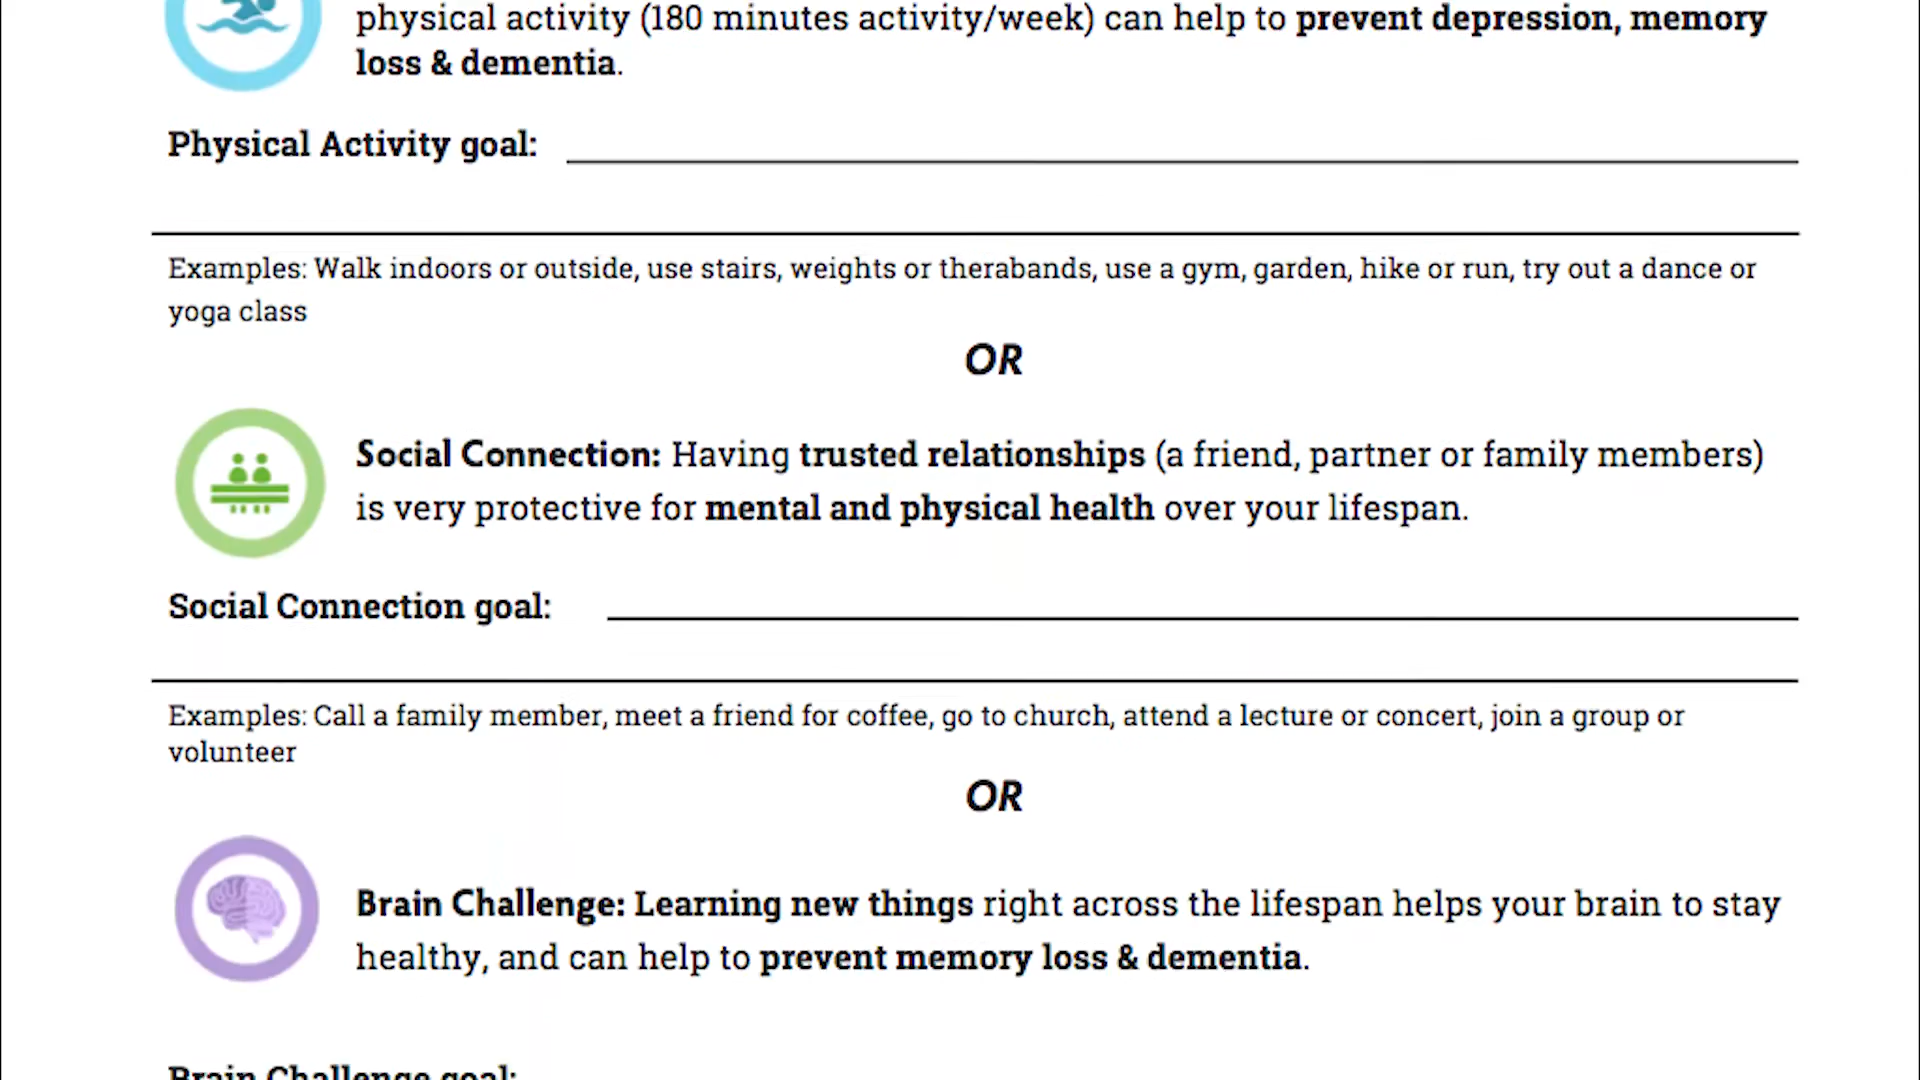 physical activity (180 minutes activity/week) can help to prevent depression, memory
loss & dementia.
Physical Activity goal:
Examples: Walk indoors or outside, use stairs, weights or therabands, use a gym, garden, hike or run, try out a dance or
yoga class
OR
Social Connection: Having trusted relationships (a friend, partner or family members)
is very protective for mental and physical health over your lifespan.
Social Connection goal:
Examples: Call a family member, meet a friend for coffee, go to church, attend a lecture or concert, join a group or
volunteer
OR
Brain Challenge: Learning new things right across the lifespan helps your brain to stay
healthy, and can help to prevent memory loss & dementia.
Brain Challenge goal: